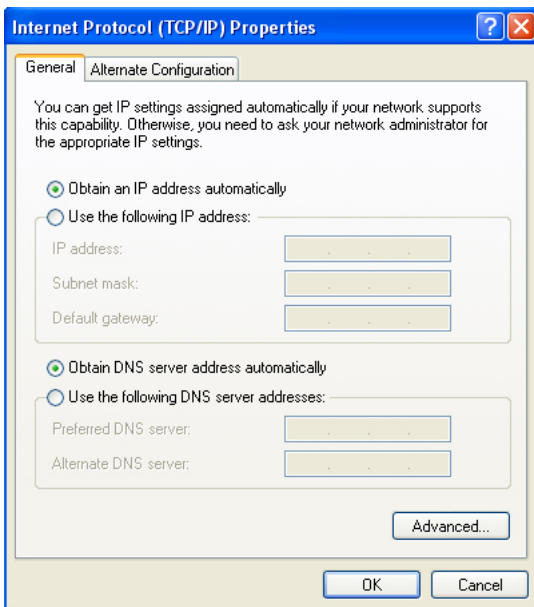 Internet Protocol (TCP/IP) Properties
General
Alternate Configuration
You can get IP settings assigned automatically if your network supports
this capability. Otherwise, you need to ask your network administrator for
the appropriate IP settings.
Obtain an IP address automatically
Use the following IP address:
IP address:
Subnet mask:
Default gateway:
Obtain DNS server address automatically
Use the following DNS server addresses:
Preferred DNS server:
Alternate DNS server:
Advanced...
OK
Cancel